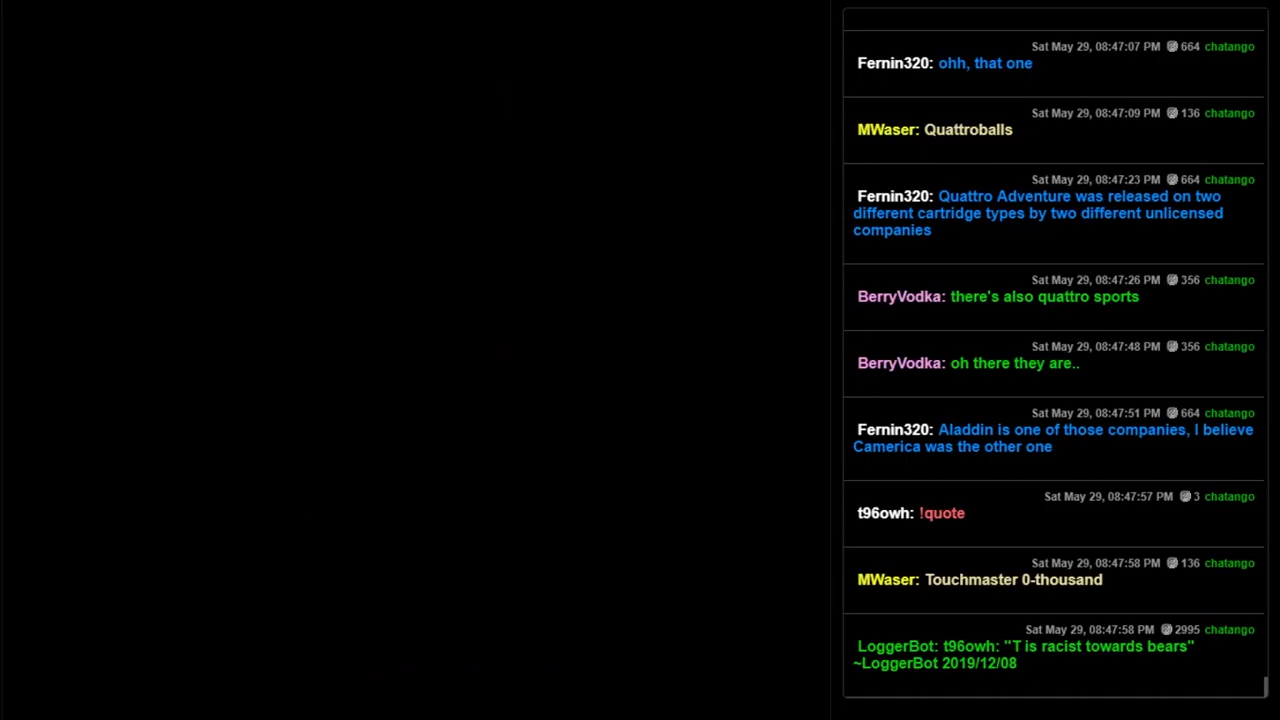 Sat May 29, 08:47:07 PM 664 chatango
Fernin320: ohh, that one
Sat May 29, 08:47:09 PM 136 chatango
MWaser: Quattroballs
Sat May 29, 08:47:23 PM 664 chatango
Fernin320: Quattro Adventure was released on two
different cartridge types by two different unlicensed
companies
Sat May 29, 08:47:26 PM 356 chatango
BerryVodka: there's also quattro sports
Sat May 29, 08:47:48 PM 356 chatango
BerryVodka: oh there they are..
Sat May 29, 08:47:51 PM 664 chatango
Fernin320: Aladdin is one of those companies, I believe
Camerica was the other one
Sat May 29, 08:47:57 PM 3 chatango
t96owh: !quote
Sat May 29, 08:47:58 PM 136 chatango
MWaser: Touchmaster 0-thousand
Sat May 29, 08:47:58 PM 2995 chatango
LoggerBot: t96owh: "T is racist towards bears"
~LoggerBot 2019/12/08